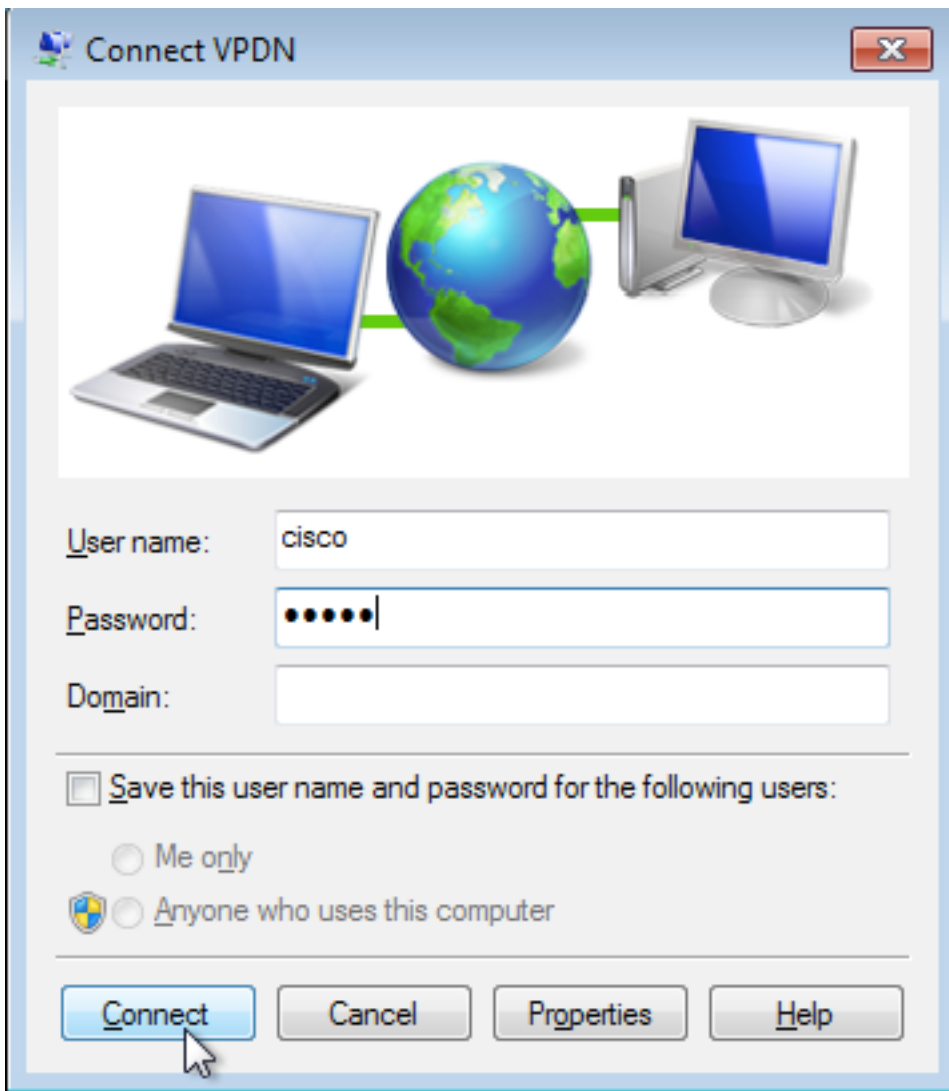 Connect VPDN
User name: cisco
Password: •••••
Domain:
Save this user name and password for the following users:
Me only
Anyone who uses this computer
Connect Cancel Properties Help